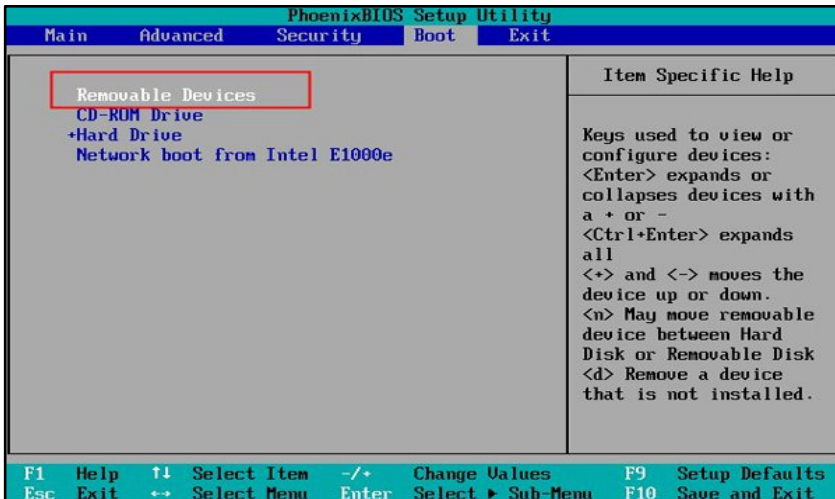 PhoenixBIOS Setup Utility
Main Advanced Security Boot Exit
Removable Devices
CD-ROM Drive
+Hard Drive
Network boot from Intel E1000e
Item Specific Help
Keys used to view or
configure devices:
<Enter> expands or
collapses devices with
a + or -
<Ctrl+Enter> expands
all
<+> and <-> moves the
device up or down.
<n> May move removable
device between Hard
Disk or Removable Disk
<d> Remove a device
that is not installed.
F1 Help ↑↓ Select Item -/+ Change Values F9 Setup Defaults
Esc Exit ↔ Select Menu Enter Select ▶ Sub-Menu F10 Save and Exit